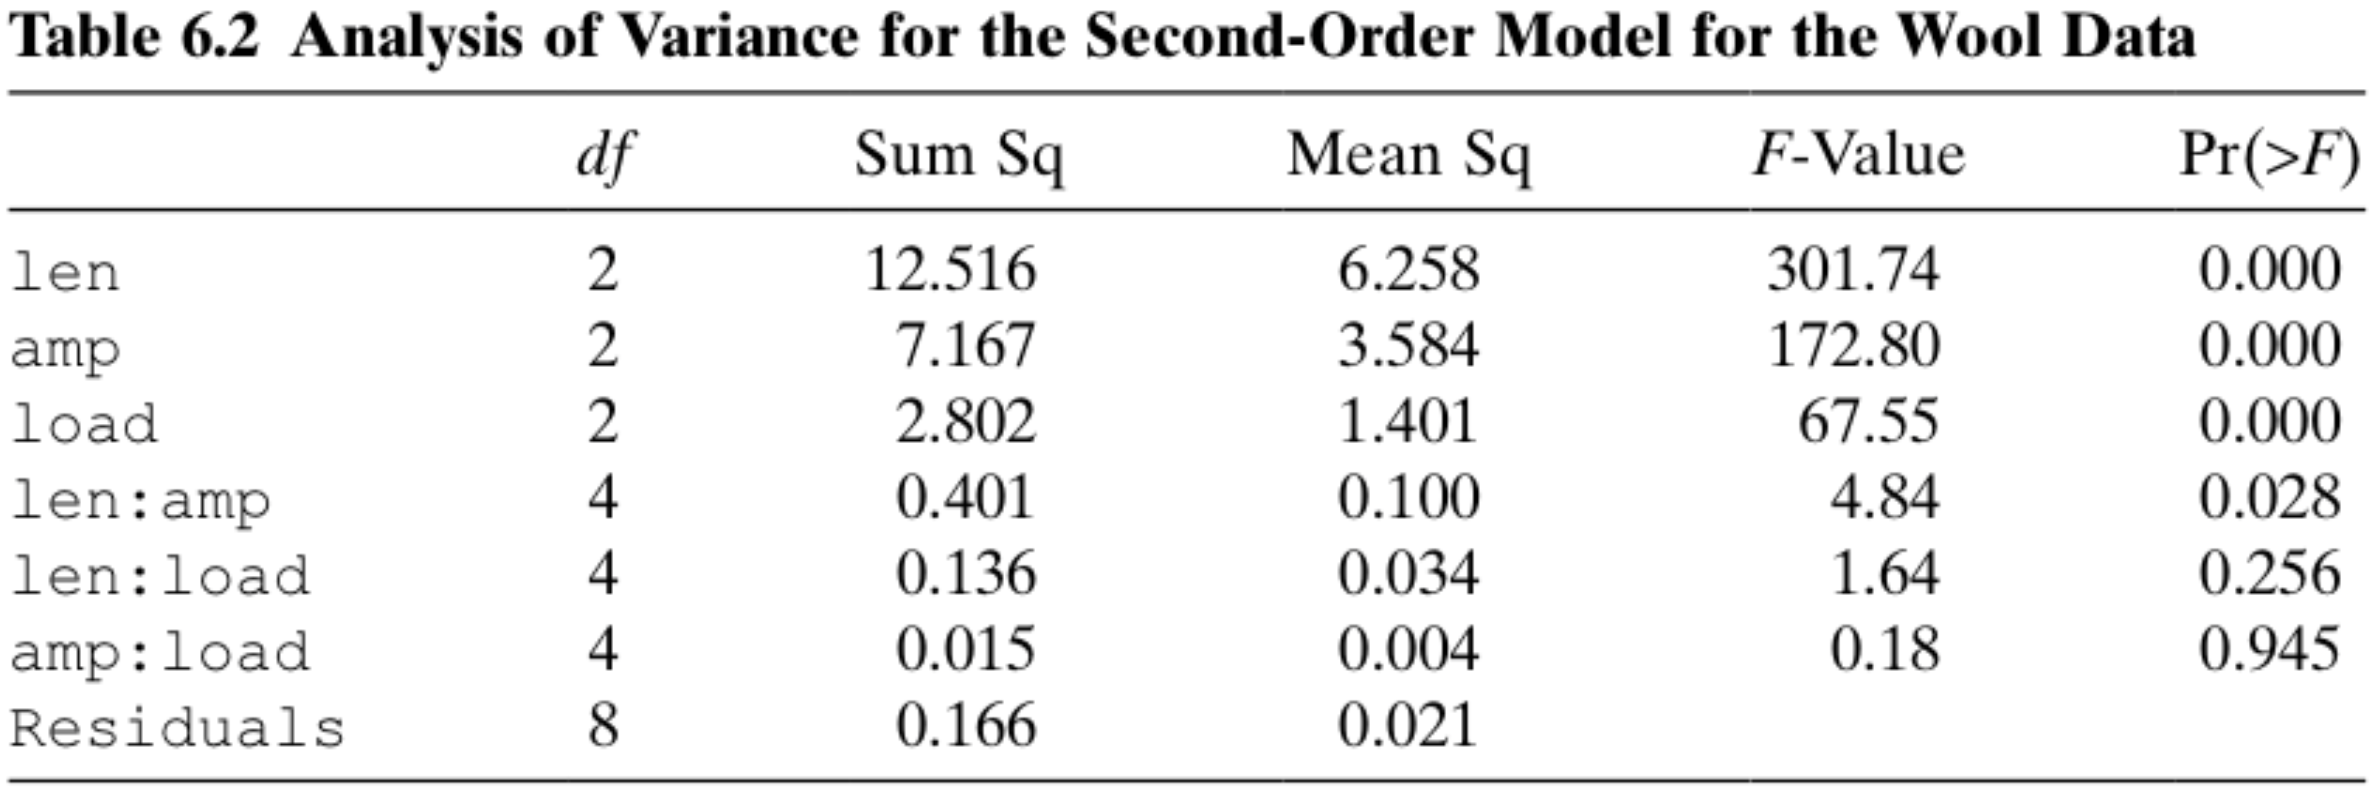 Table 6.2 Analysis of Variance for the Second-Order Model for the Wool Data
df Sum Sq Mean Sq F-Value Pr(>F)
len 2 12.516 6.258 301.74 0.000
amp 2 7.167 3.584 172.80 0.000
load 2 2.802 1.401 67.55 0.000
len:amp 4 0.401 0.100 4.84 0.028
len:load 4 0.136 0.034 1.64 0.256
amp:load 4 0.015 0.004 0.18 0.945
Residuals 8 0.166 0.021